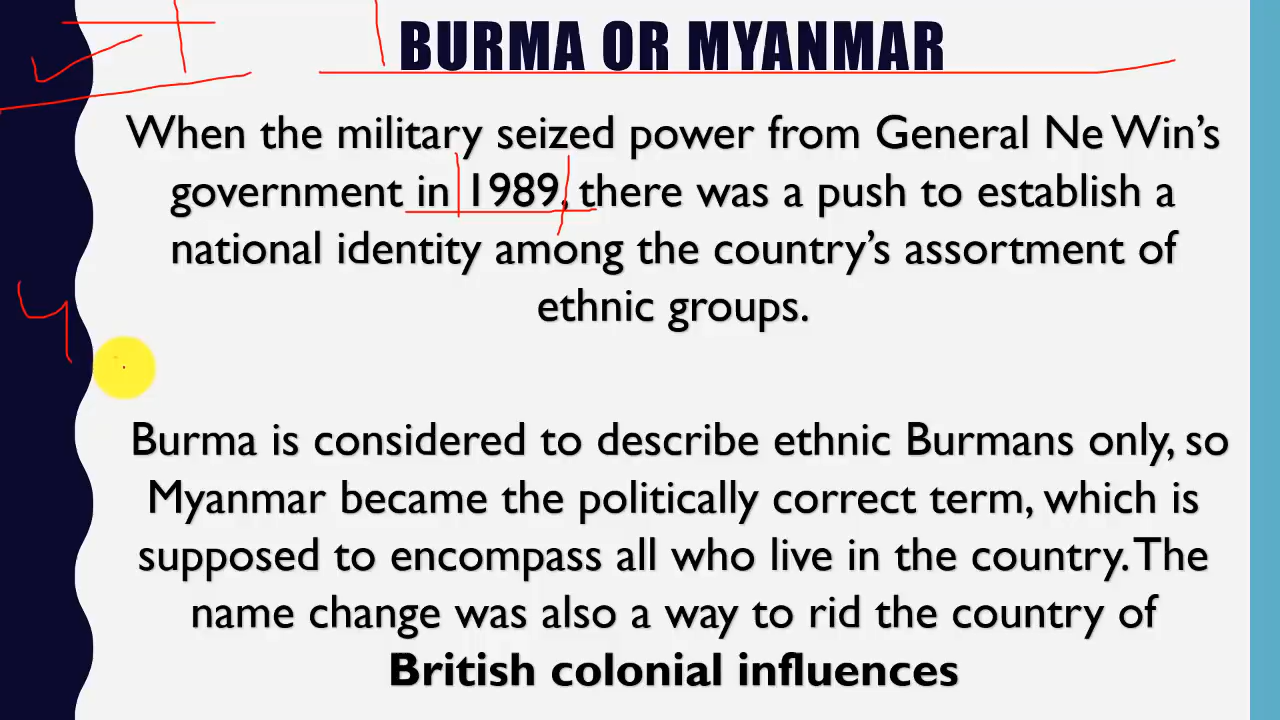 BURMA OR MYANMAR
When the military seized power from General Ne Win's
government in 1989, there was a push to establish a
national identity among the country's assortment of
ethnic groups.
Burma is considered to describe ethnic Burmans only, so
Myanmar became the politically correct term, which is
supposed to encompass all who live in the country. The
name change was also a way to rid the country of
British colonial influences